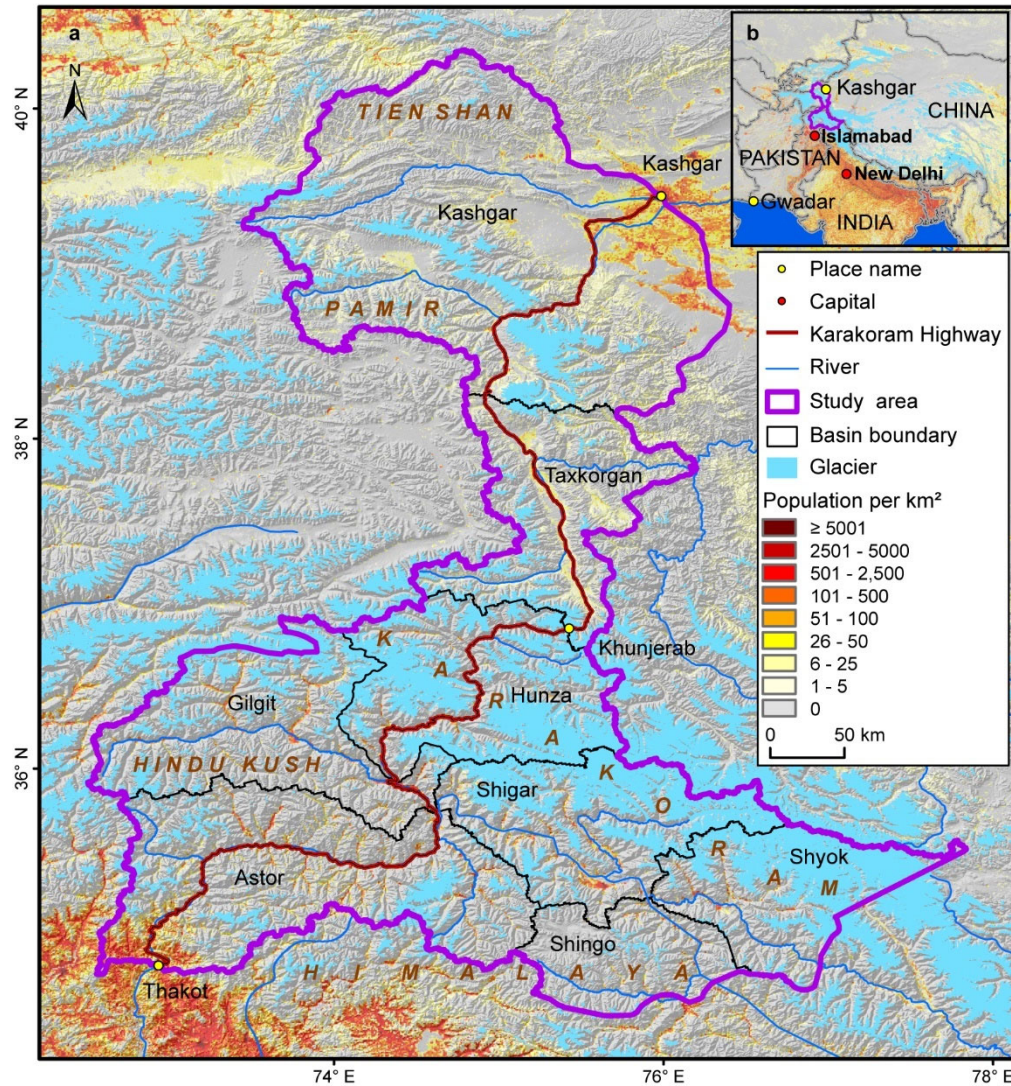 a
N
40° N
38° N
36° N
74° E
76° E
78° E
TIEN SHAN
Kashgar
Kashgar
PAMIR
Taxkorgan
Khunjerab
KARAKORAM
Hunza
Gilgit
HINDU KUSH
Shigar
Shyok
Astor
Shingo
HIMALAYA
Thakot
b
Kashgar
CHINA
Islamabad
PAKISTAN
New Delhi
Gwadar
INDIA
Place name
Capital
Karakoram Highway
River
Study area
Basin boundary
Glacier
Population per km²
≥ 5001
2501 - 5000
501 - 2,500
101 - 500
51 - 100
26 - 50
6 - 25
1 - 5
0
0 50 km